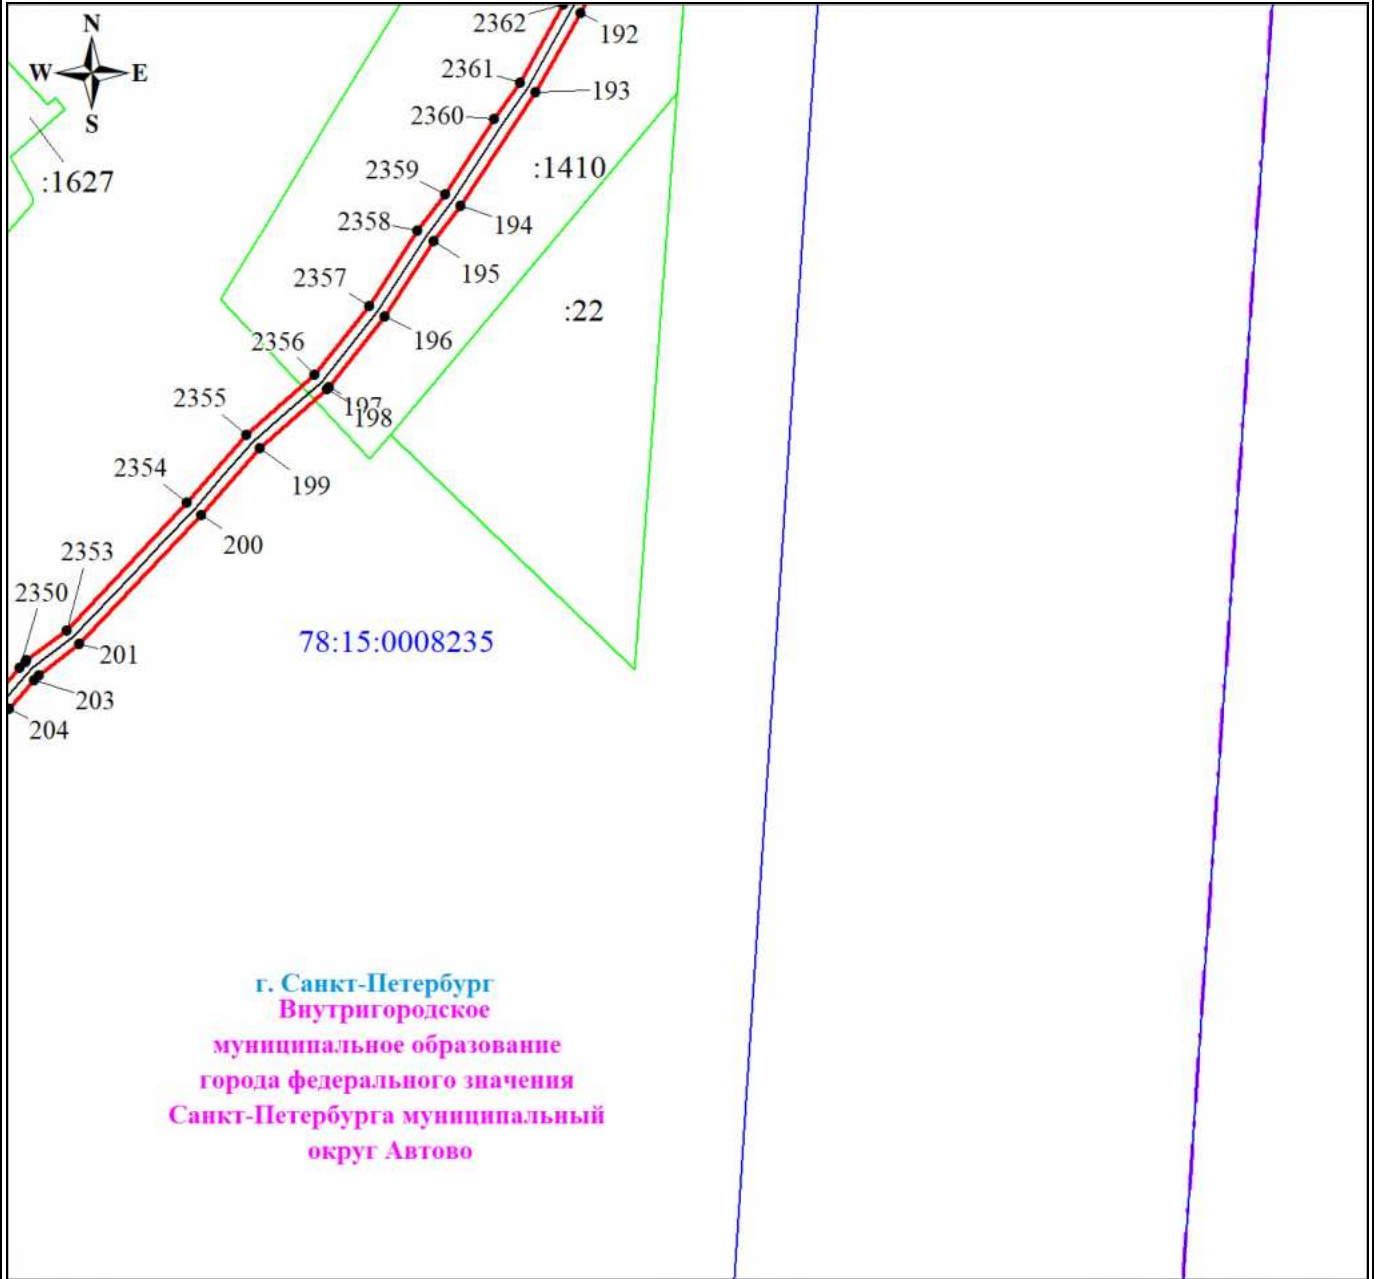 2362
N
192
2361
W
E
193
2360
S
:1410
2359
:1627
194
2358
195
2357
:22
2356
196
2355
197
198
2354
199
200
2353
2350
78:15:0008235
201
203
204
г. Санкт-Петербург
Внутригородское
муниципальное образование
города федерального значения
Санкт-Петербурга муниципальный
округ Автово